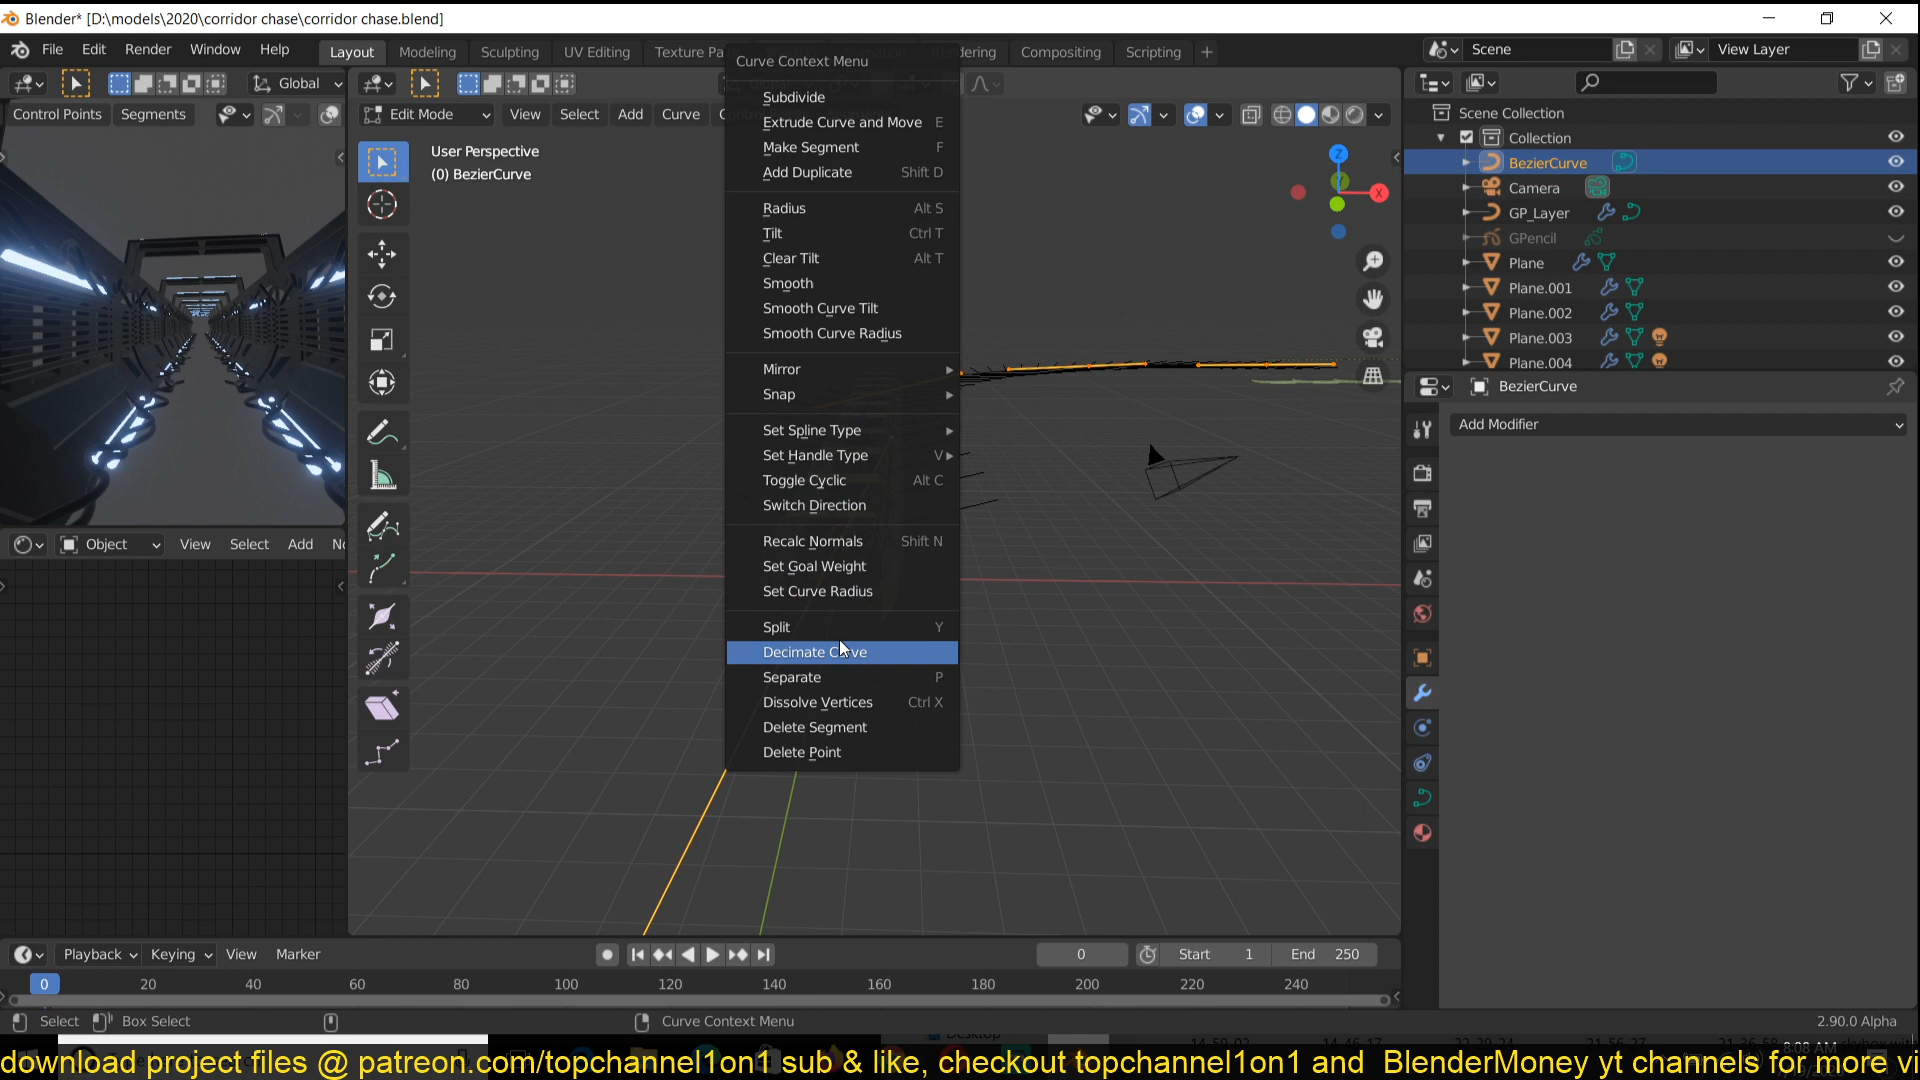 Blender* [D:\models\2020\corridor chase\corridor chase.blend]
File Edit Render Window Help Layout Modeling Sculpting UV Editing Texture Compositing Scripting + Scene View Layer
Global
Control Points Segments
Edit Mode View Select Add Curve
User Perspective
(0) BezierCurve
Curve Context Menu
Subdivide
Extrude Curve and Move E
Make Segment F
Add Duplicate Shift D
Radius Alt S
Tilt Ctrl T
Clear Tilt Alt T
Smooth
Smooth Curve Tilt
Smooth Curve Radius
Mirror
Snap
Set Spline Type
Set Handle Type V
Toggle Cyclic Alt C
Switch Direction
Recalc Normals Shift N
Set Goal Weight
Set Curve Radius
Split Y
Decimate Curve
Separate P
Dissolve Vertices Ctrl X
Delete Segment
Delete Point
Z
Y
X
Scene Collection
Collection
BezierCurve
Camera
GP_Layer
GPencil
Plane
Plane.001
Plane.002
Plane.003
Plane.004
BezierCurve
Add Modifier
Object View Select Add
Playback Keying View Marker 0 Start 1 End 250
0 20 40 60 80 100 120 140 160 180 200 220 240
Select Box Select Curve Context Menu 2.90.0 Alpha
8:08 AM
download project files @ patreon.com/topchannel1on1 sub & like, checkout topchannel1on1 and BlenderMoney yt channels for more vi